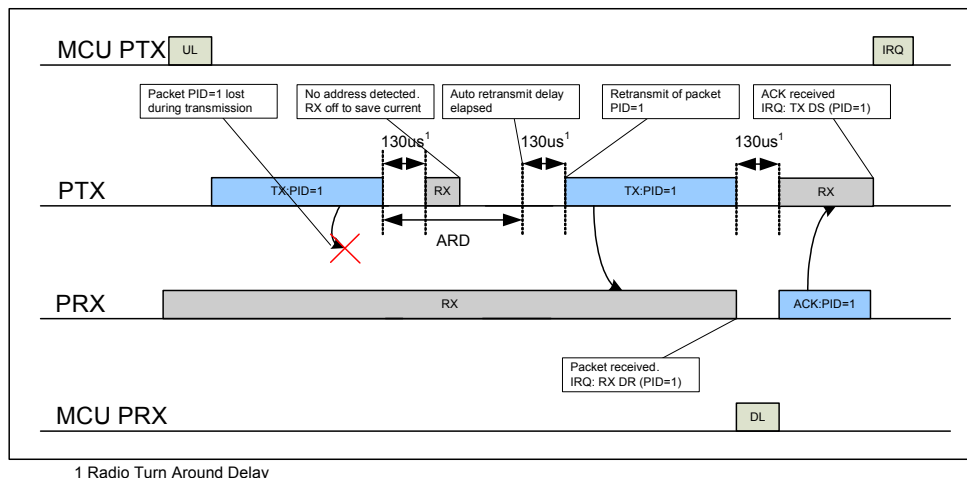 MCU PTX
UL
IRQ
Packet PID=1 lost
during transmission
No address detected.
RX off to save current
Auto retransmit delay
elapsed
Retransmit of packet
PID=1
ACK received
IRQ: TX DS (PID=1)
130us1
130us1
130us1
PTX
TX:PID=1
RX
TX:PID=1
RX
ARD
PRX
RX
ACK:PID=1
Packet received.
IRQ: RX DR (PID=1)
MCU PRX
DL
1 Radio Turn Around Delay